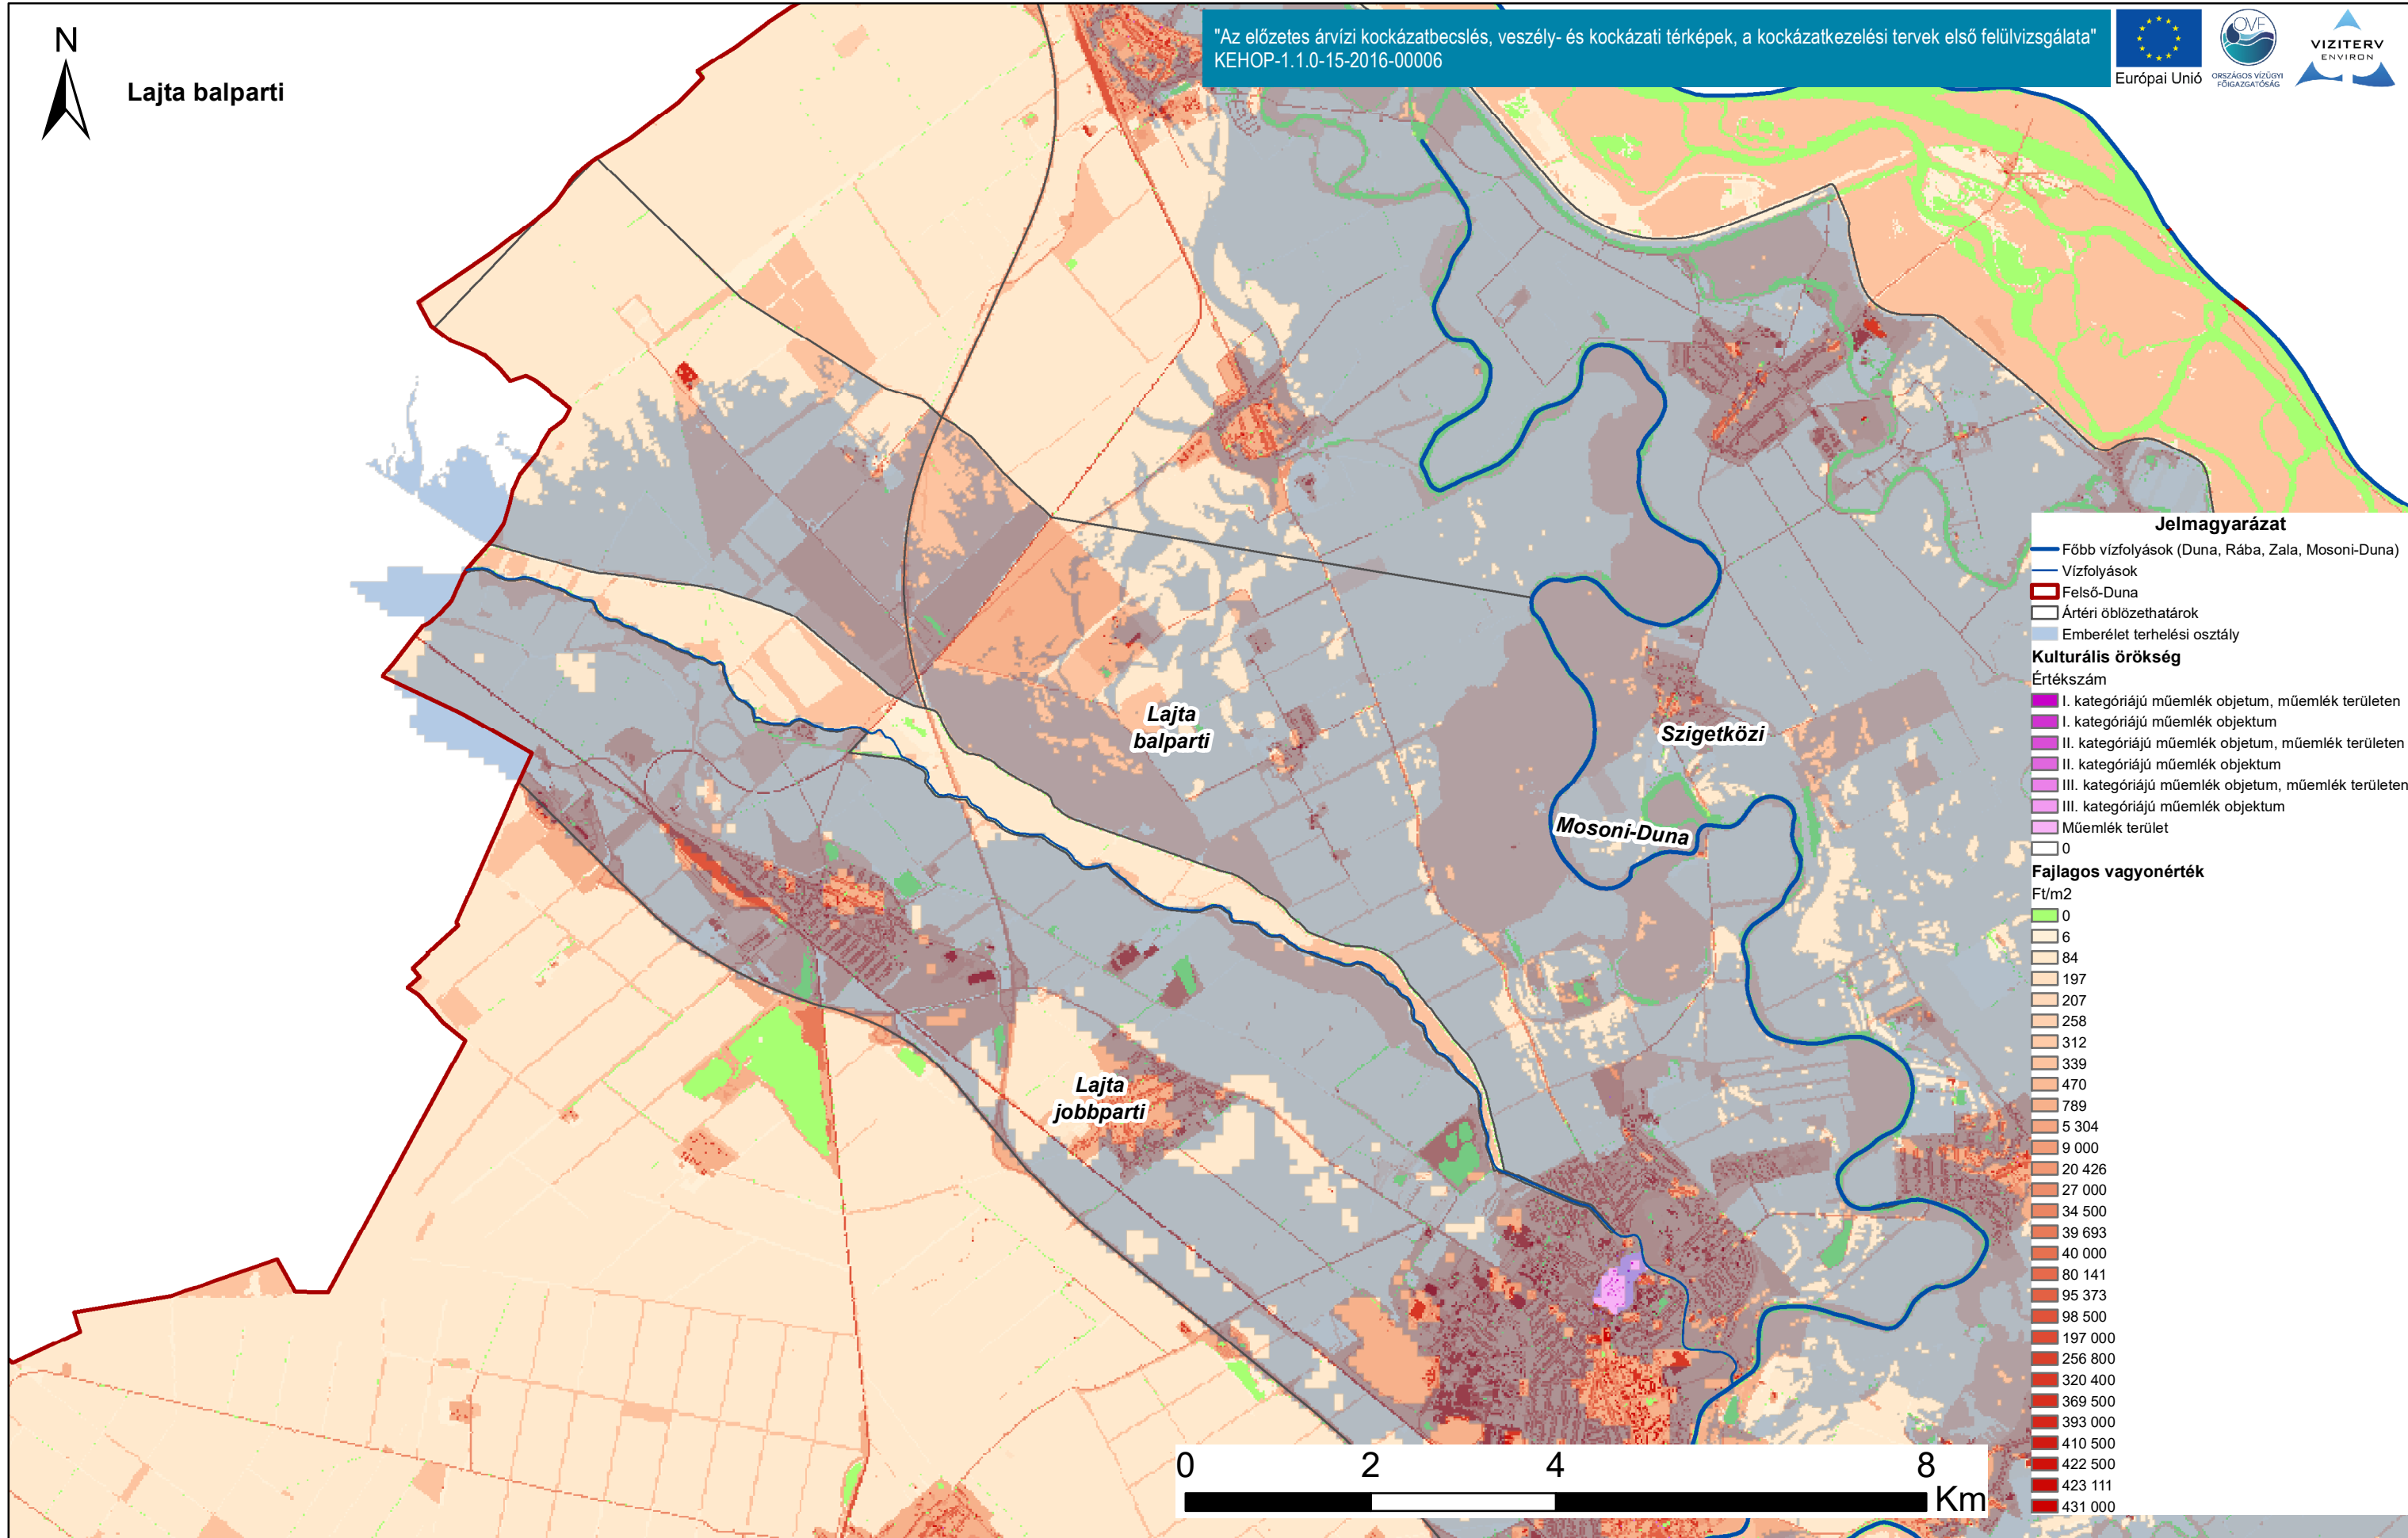 "Az előzetes árvízi kockázatbecslés, veszély- és kockázati térképek, a kockázatkezelési tervek első felülvizsgálata"
KEHOP-1.1.0-15-2016-00006
Európai Unió
OVF
ORSZÁGOS VÍZÜGYI
FŐIGAZGATÓSÁG
VIZITERV
ENVIRON
N
Lajta balparti
Lajta
balparti
Szigetközi
Mosoni-Duna
Lajta
jobbparti
Jelmagyarázat
Főbb vízfolyások (Duna, Rába, Zala, Mosoni-Duna)
Vízfolyások
Felső-Duna
Ártéri öblözethatárok
Emberélet terhelési osztály
Kulturális örökség
Értékszám
I. kategóriájú műemlék objetum, műemlék területen
I. kategóriájú műemlék objektum
II. kategóriájú műemlék objetum, műemlék területen
II. kategóriájú műemlék objektum
III. kategóriájú műemlék objetum, műemlék területen
III. kategóriájú műemlék objektum
Műemlék terület
0
Fajlagos vagyonérték
Ft/m2
0
6
84
197
207
258
312
339
470
789
5 304
9 000
20 426
27 000
34 500
39 693
40 000
80 141
95 373
98 500
197 000
256 800
320 400
369 500
393 000
410 500
422 500
423 111
431 000
0 2 4 8
Km